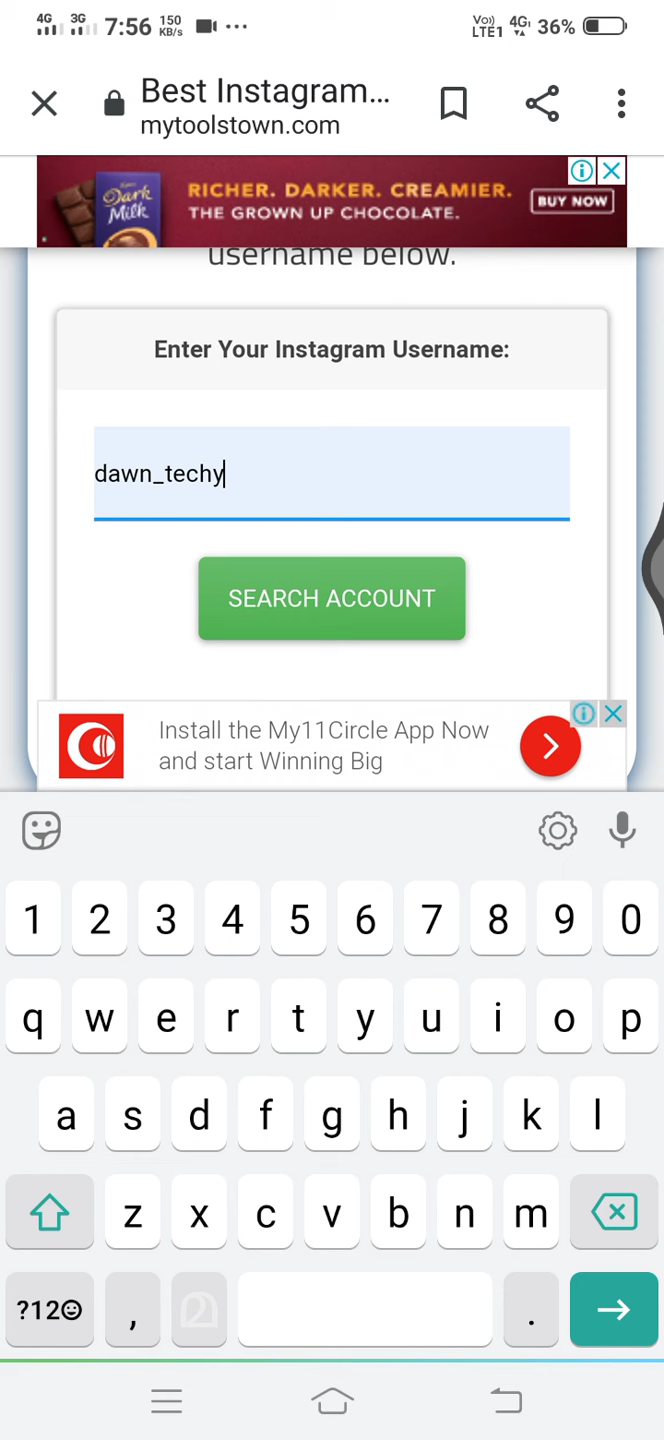 4G 3G 7:56 150 KB/s ··· Vo)) LTE1 4G 36%
Best Instagram...
mytoolstown.com
Dark Milk
RICHER. DARKER. CREAMIER.
THE GROWN UP CHOCOLATE.
BUY NOW
username below.
Enter Your Instagram Username:
dawn_techy
SEARCH ACCOUNT
Install the My11Circle App Now
and start Winning Big
1 2 3 4 5 6 7 8 9 0
q w e r t y u i o p
a s d f g h j k l
z x c v b n m
?12☺ , മ .